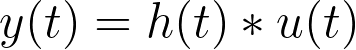 y(t) = h(t) * u(t)